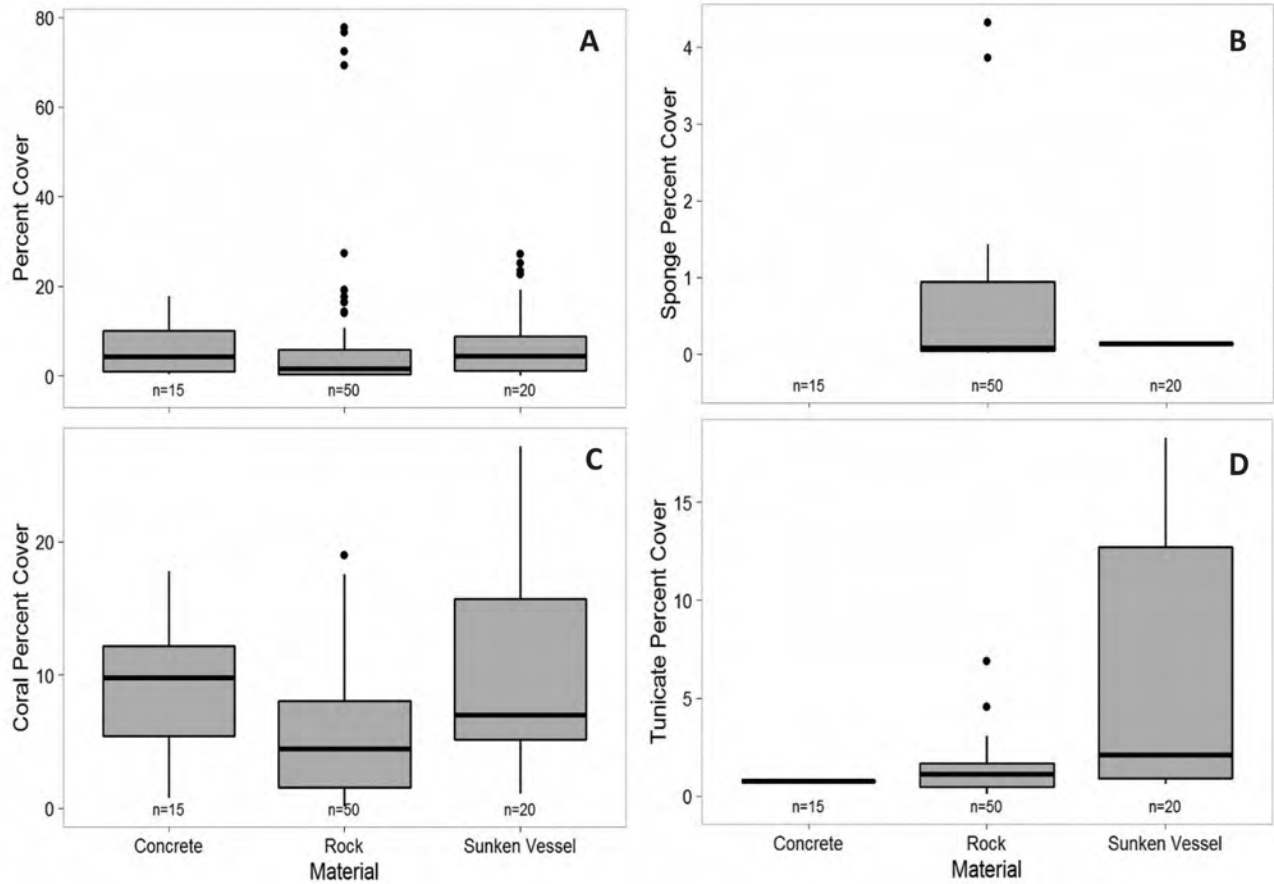 A
Percent Cover
80
60
40
20
0
n=15
n=50
n=20
B
Sponge Percent Cover
4
3
2
1
0
n=15
n=50
n=20
C
Coral Percent Cover
20
10
0
n=15
n=50
n=20
Concrete
Rock
Sunken Vessel
Material
D
Tunicate Percent Cover
15
10
5
0
n=15
n=50
n=20
Concrete
Rock
Sunken Vessel
Material